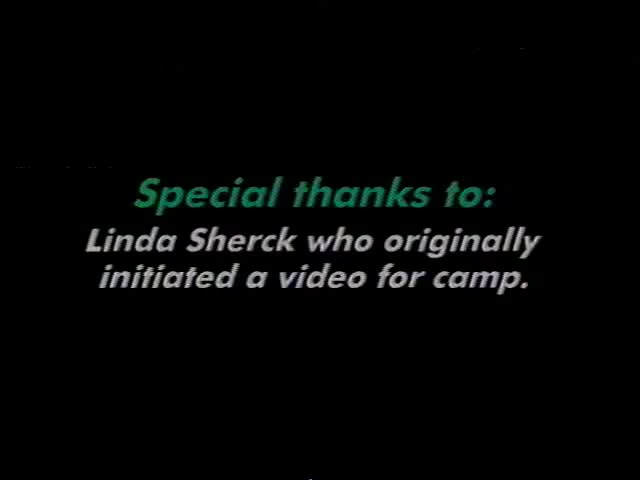 Special thanks to:
Linda Sherck who originally
initiated a video for camp.